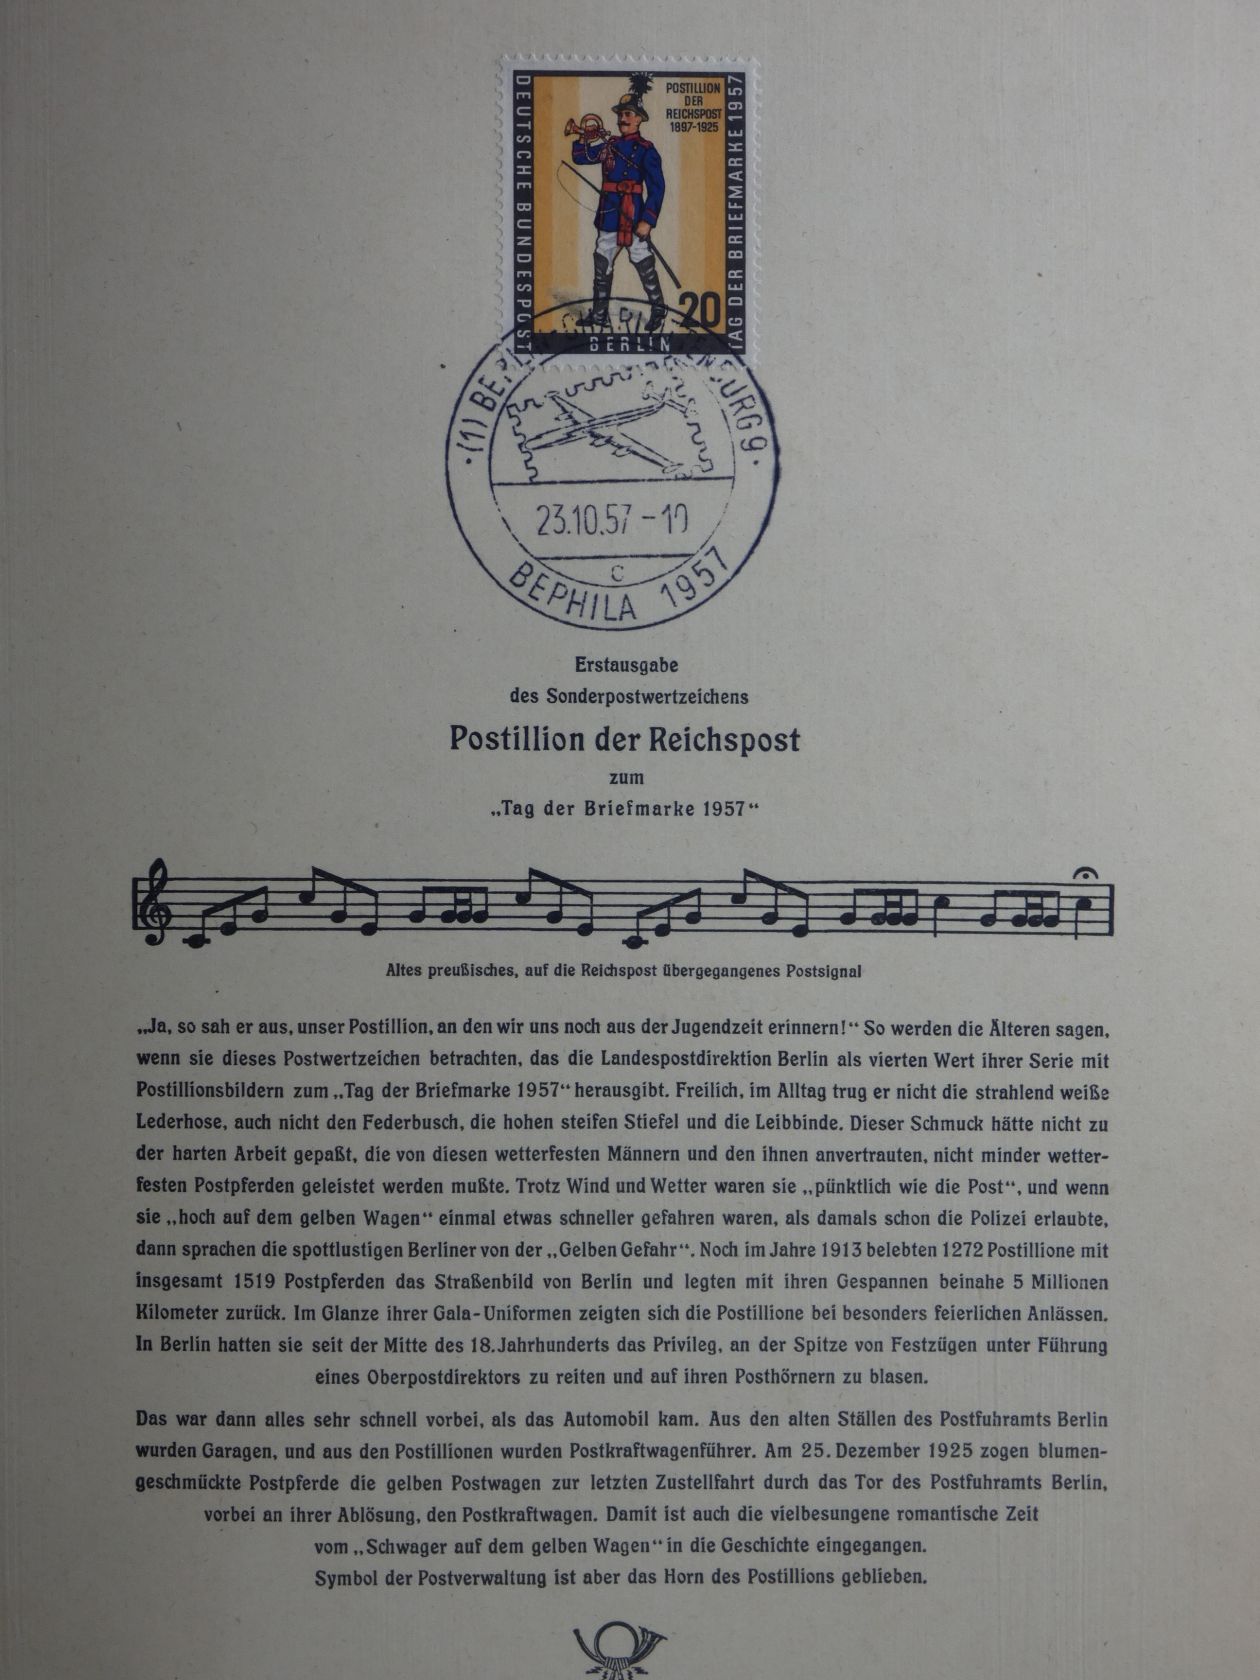 DEUTSCHE BUNDESPOST
POSTILLION
DER
REICHSPOST
1897-1925
TAG DER BRIEFMARKE 1957
20
BERLIN
(1) BERLIN-CHARLOTTENBURG 9
23.10.57-10
c
BEPHILA 1957
Erstausgabe
des Sonderpostwertzeichens
Postillion der Reichspost
zum
„Tag der Briefmarke 1957“
Altes preußisches, auf die Reichspost übergegangenes Postsignal
„Ja, so sah er aus, unser Postillion, an den wir uns noch aus der Jugendzeit erinnern!“ So werden die Älteren sagen,
wenn sie dieses Postwertzeichen betrachten, das die Landespostdirektion Berlin als vierten Wert ihrer Serie mit
Postillionsbildern zum „Tag der Briefmarke 1957“ herausgibt. Freilich, im Alltag trug er nicht die strahlend weiße
Lederhose, auch nicht den Federbusch, die hohen steifen Stiefel und die Leibbinde. Dieser Schmuck hätte nicht zu
der harten Arbeit gepaßt, die von diesen wetterfesten Männern und den ihnen anvertrauten, nicht minder wetter-
festen Postpferden geleistet werden mußte. Trotz Wind und Wetter waren sie „pünktlich wie die Post“, und wenn
sie „hoch auf dem gelben Wagen“ einmal etwas schneller gefahren waren, als damals schon die Polizei erlaubte,
dann sprachen die spottlustigen Berliner von der „Gelben Gefahr“. Noch im Jahre 1913 belebten 1272 Postillione mit
insgesamt 1519 Postpferden das Straßenbild von Berlin und legten mit ihren Gespannen beinahe 5 Millionen
Kilometer zurück. Im Glanze ihrer Gala-Uniformen zeigten sich die Postillione bei besonders feierlichen Anlässen.
In Berlin hatten sie seit der Mitte des 18. Jahrhunderts das Privileg, an der Spitze von Festzügen unter Führung
eines Oberpostdirektors zu reiten und auf ihren Posthörnern zu blasen.
Das war dann alles sehr schnell vorbei, als das Automobil kam. Aus den alten Ställen des Postfuhramts Berlin
wurden Garagen, und aus den Postillionen wurden Postkraftwagenführer. Am 25. Dezember 1925 zogen blumen-
geschmückte Postpferde die gelben Postwagen zur letzten Zustellfahrt durch das Tor des Postfuhramts Berlin,
vorbei an ihrer Ablösung, den Postkraftwagen. Damit ist auch die vielbesungene romantische Zeit
vom „Schwager auf dem gelben Wagen“ in die Geschichte eingegangen.
Symbol der Postverwaltung ist aber das Horn des Postillions geblieben.